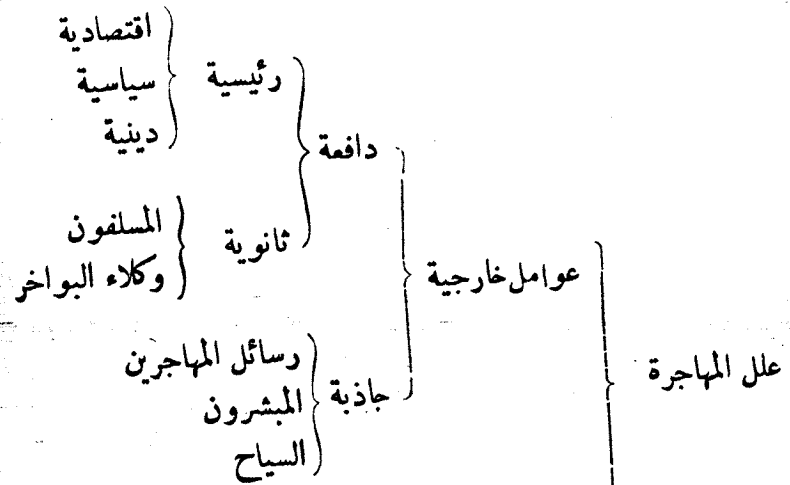 علل المهاجرة
عوامل خارجية
دافعة
رئيسية
اقتصادية
سياسية
دينية
ثانوية
المسلفون
وكلاء البواخر
جاذبة
رسائل المهاجرين
المبشرون
السياح